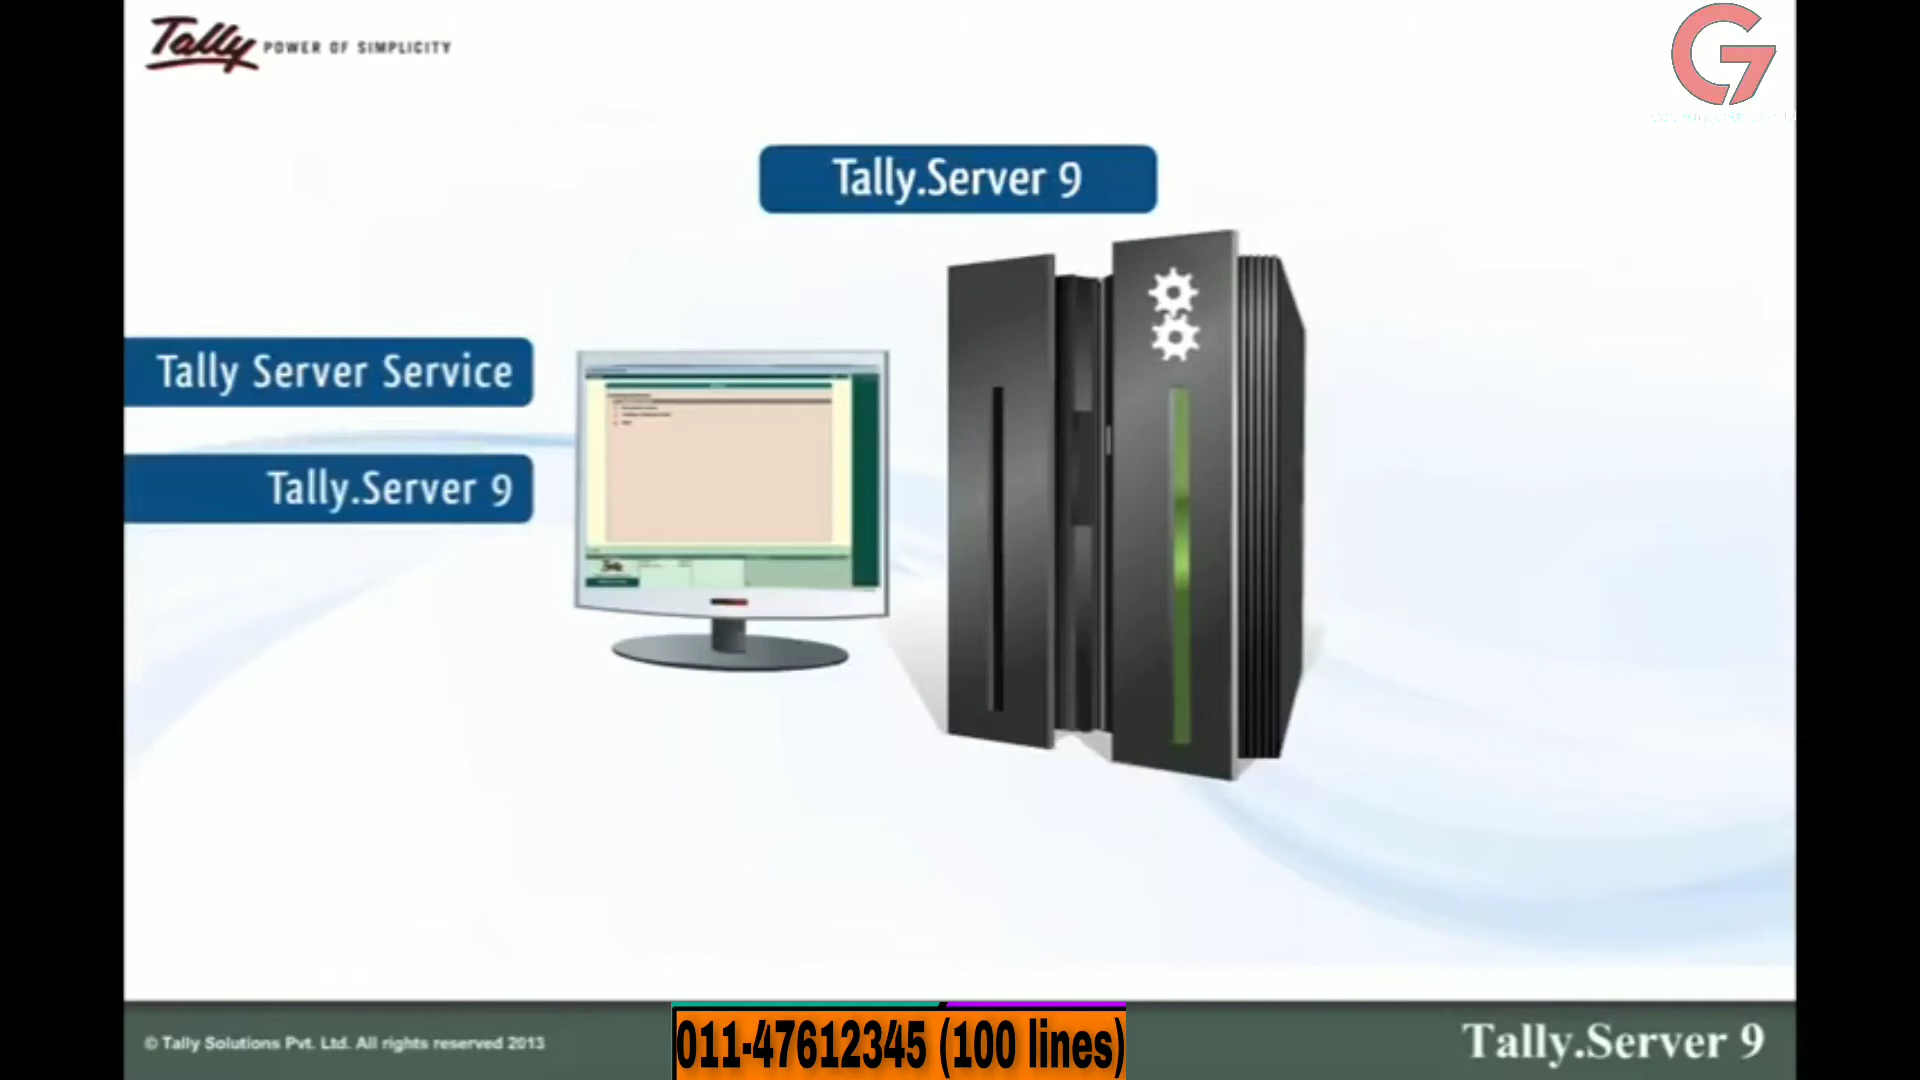 Tally POWER OF SIMPLICITY
G7
Tally.Server 9
Tally Server Service
Tally.Server 9
© Tally Solutions Pvt. Ltd. All rights reserved 2013
011-47612345 (100 lines)
Tally.Server 9